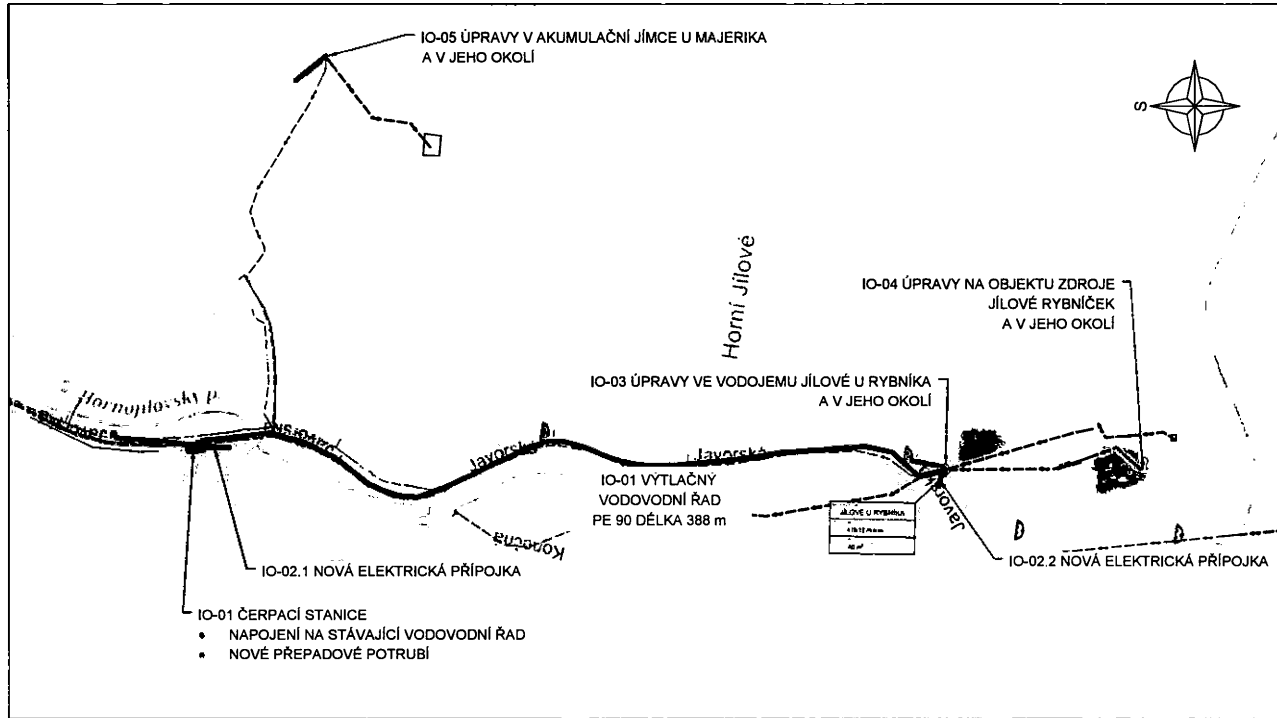 IO-05 ÚPRAVY V AKUMULAČNÍ JÍMCE U MAJERIKA
A V JEHO OKOLÍ
S
Horní Jílové
IO-04 ÚPRAVY NA OBJEKTU ZDROJE
JÍLOVÉ RYBNÍČEK
A V JEHO OKOLÍ
IO-03 ÚPRAVY VE VODOJEMU JÍLOVÉ U RYBNÍKA
A V JEHO OKOLÍ
Javorská
Javorská
Javorská
IO-01 VÝTLAČNÝ
VODOVODNÍ ŘAD
PE 90 DÉLKA 388 m
JÍLOVÉ U RYBNÍKA
Konečná
IO-02.1 NOVÁ ELEKTRICKÁ PŘÍPOJKA
IO-02.2 NOVÁ ELEKTRICKÁ PŘÍPOJKA
IO-01 ČERPACÍ STANICE
• NAPOJENÍ NA STÁVAJÍCÍ VODOVODNÍ ŘAD
• NOVÉ PŘEPADOVÉ POTRUBÍ